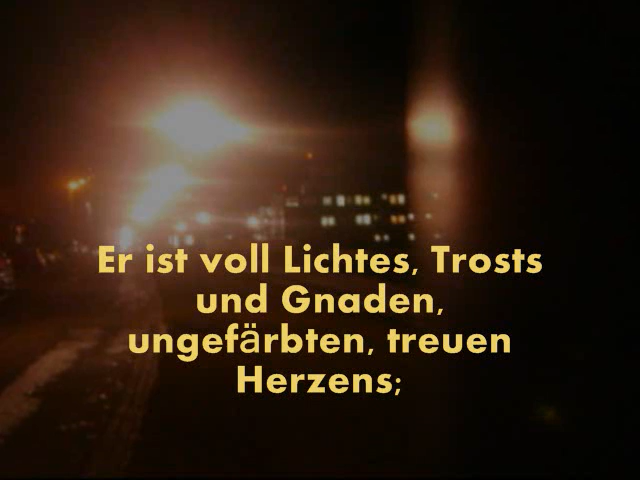 Er ist voll Lichtes, Trosts
und Gnaden,
ungefärbten, treuen
Herzens;